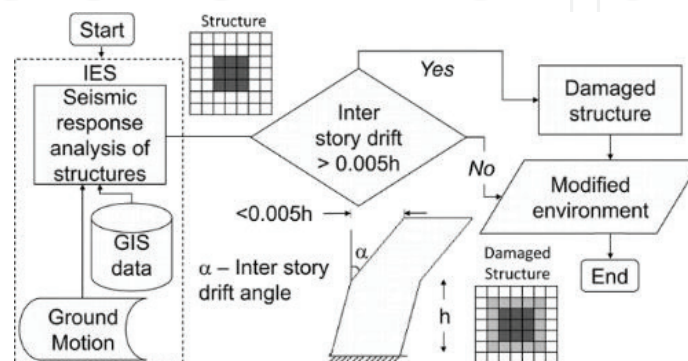 Start
Structure
IES
Seismic
response
analysis of
structures
GIS
data
Ground
Motion
Inter
story drift
> 0.005h
Yes
No
Damaged
structure
Modified
environment
End
<0.005h
α
α – Inter story
drift angle
h
Damaged
Structure